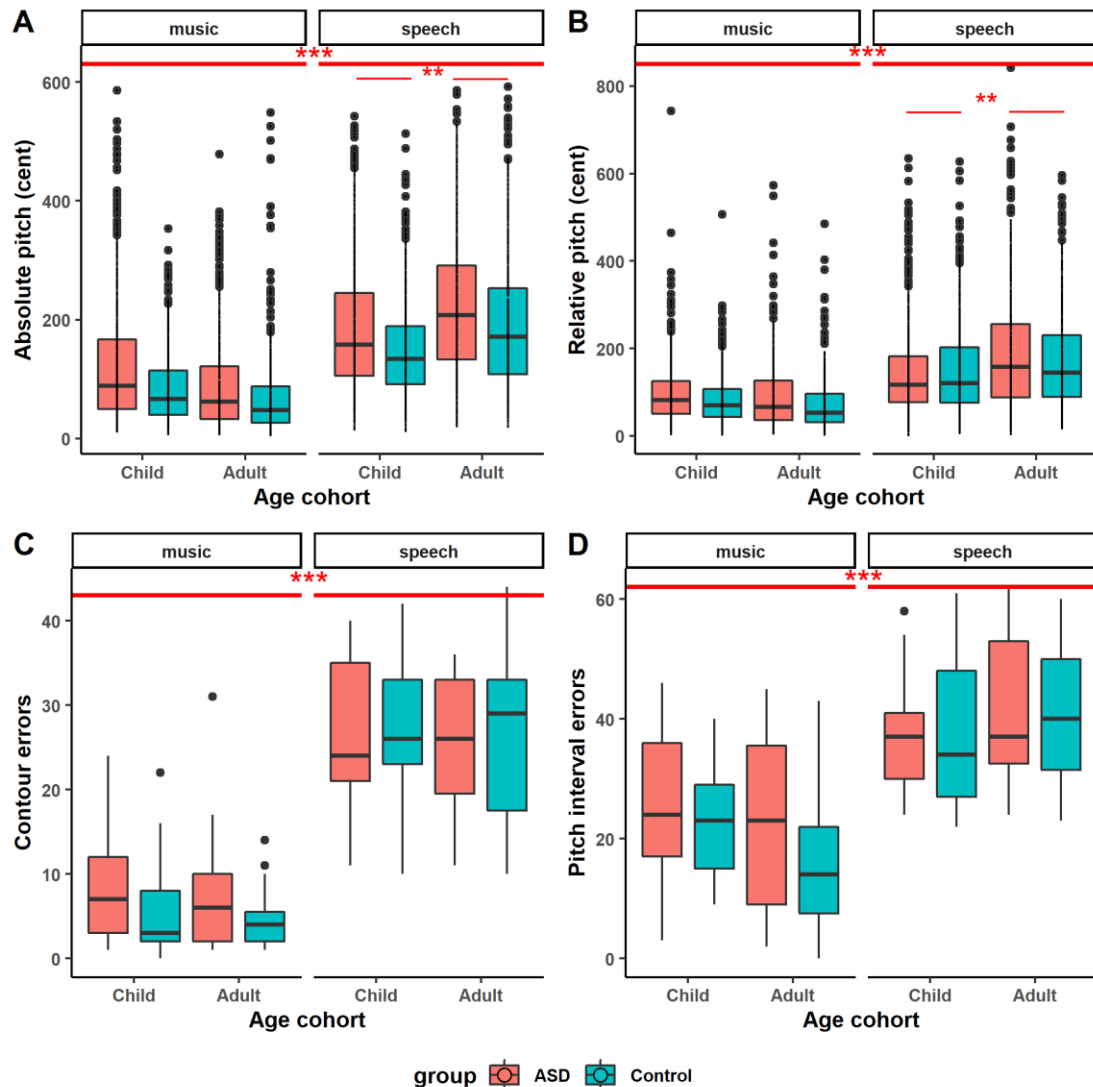 A
music
speech
***
**
Absolute pitch (cent)
600
400
200
0
Child
Adult
Child
Adult
Age cohort
B
music
speech
***
**
Relative pitch (cent)
800
600
400
200
0
Child
Adult
Child
Adult
Age cohort
C
music
speech
***
Contour errors
40
30
20
10
0
Child
Adult
Child
Adult
Age cohort
D
music
speech
***
Pitch interval errors
60
40
20
0
Child
Adult
Child
Adult
Age cohort
group ASD Control